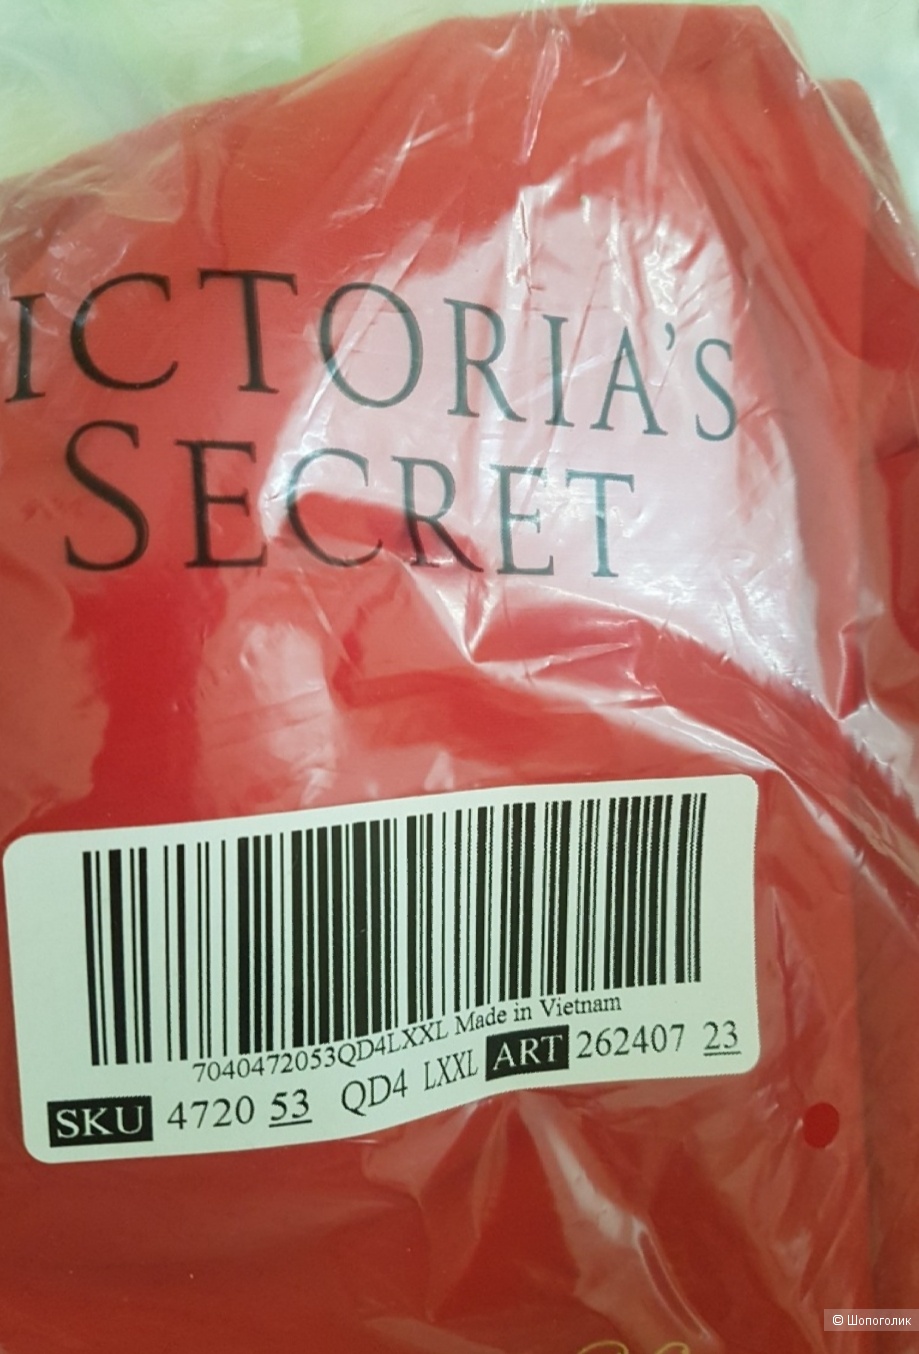 ICTORIA'S
SECRET
7040472053QD4LXXL Made in Vietnam
SKU 4720 53 QD4 LXXL ART 262407 23
© Шопоголик